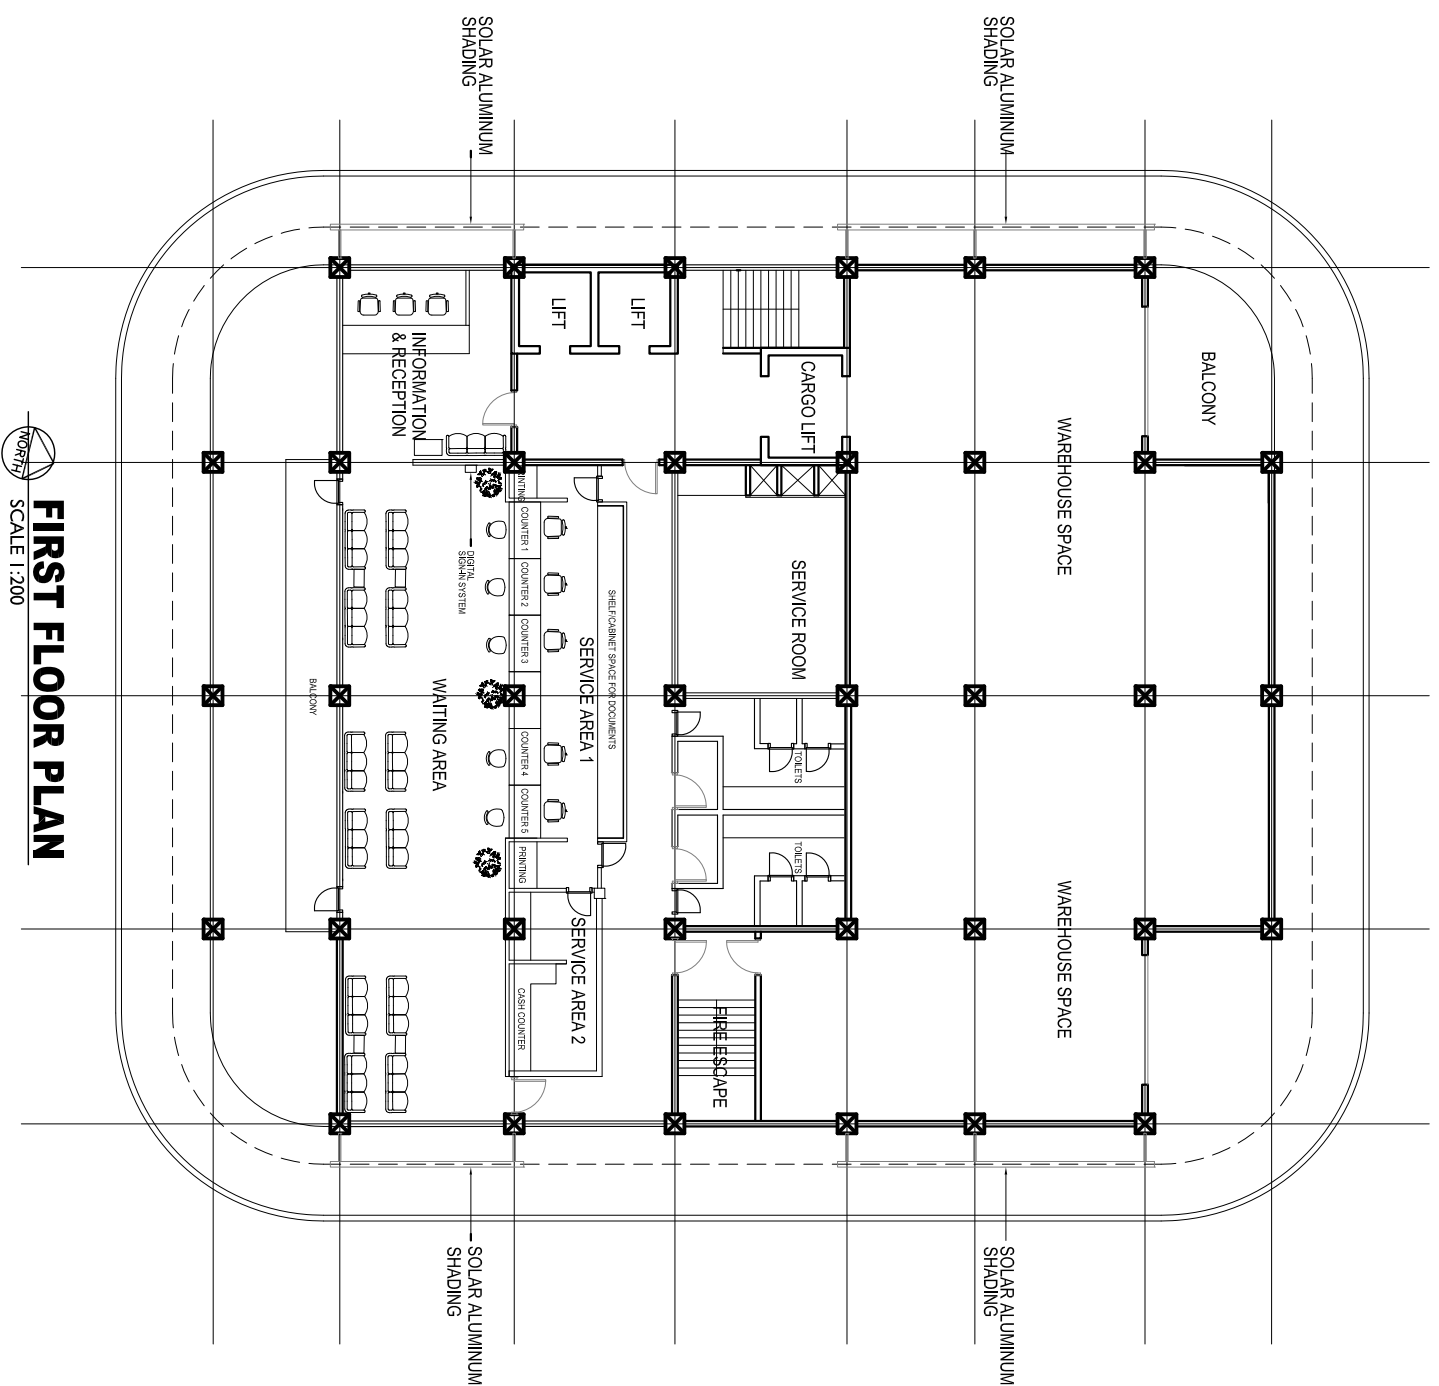 BALCONY
WAREHOUSE SPACE
WAREHOUSE SPACE
SOLAR ALUMINUM
SHADING
SOLAR ALUMINUM
SHADING
CARGO LIFT
SERVICE ROOM
TOILETS
TOILETS
FIRE ESCAPE
LIFT
SHELF/CABINET SPACE FOR DOCUMENTS
SERVICE AREA 1
SERVICE AREA 2
LIFT
PRINTING
COUNTER 1
COUNTER 2
COUNTER 3
COUNTER 4
COUNTER 5
PRINTING
CASH COUNTER
SOLAR ALUMINUM
SHADING
DIGITAL
SIGN-IN SYSTEM
SOLAR ALUMINUM
SHADING
INFORMATION
& RECEPTION
WAITING AREA
BALCONY
NORTH
FIRST FLOOR PLAN
SCALE 1:200